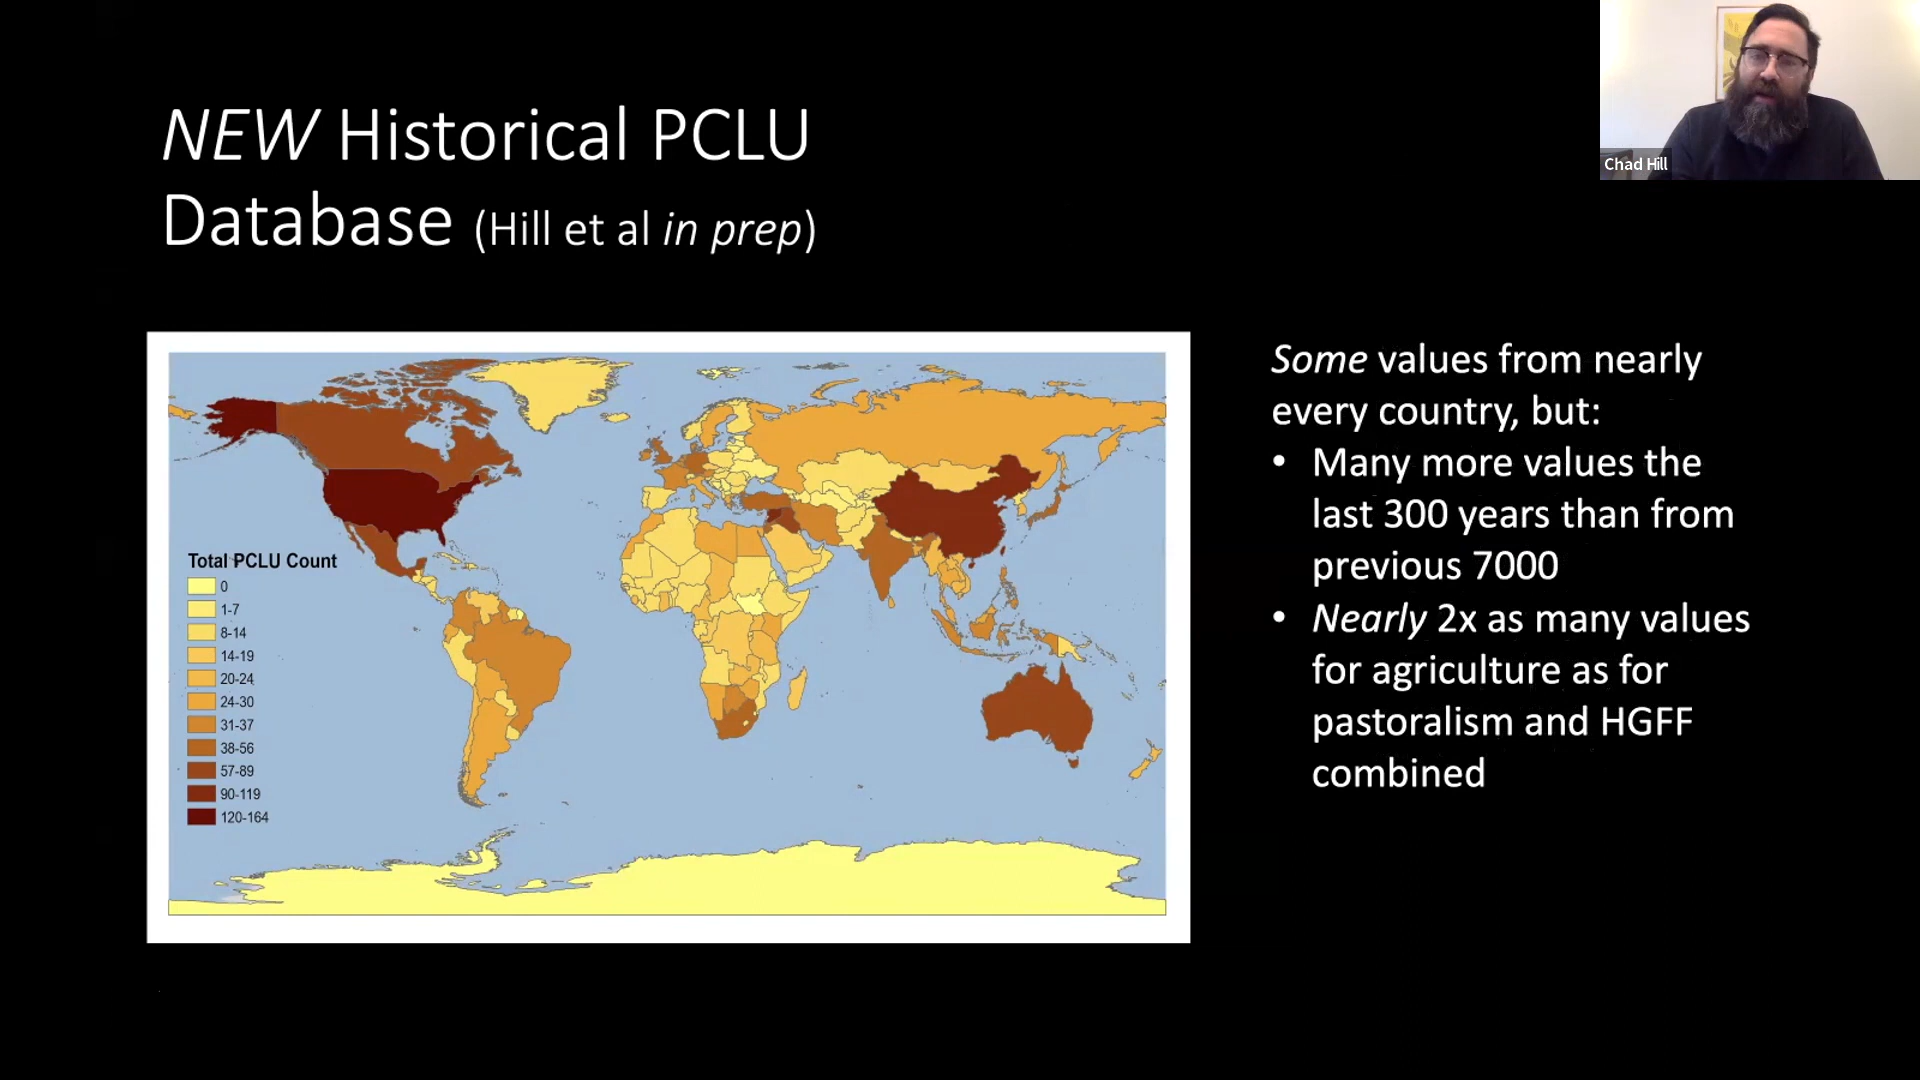 NEW Historical PCLU
Database (Hill et al in prep)
Chad Hill
Total PCLU Count
0
1-7
8-14
14-19
20-24
24-30
31-37
38-56
57-89
90-119
120-164
Some values from nearly
every country, but:
• Many more values the
last 300 years than from
previous 7000
• Nearly 2x as many values
for agriculture as for
pastoralism and HGFF
combined